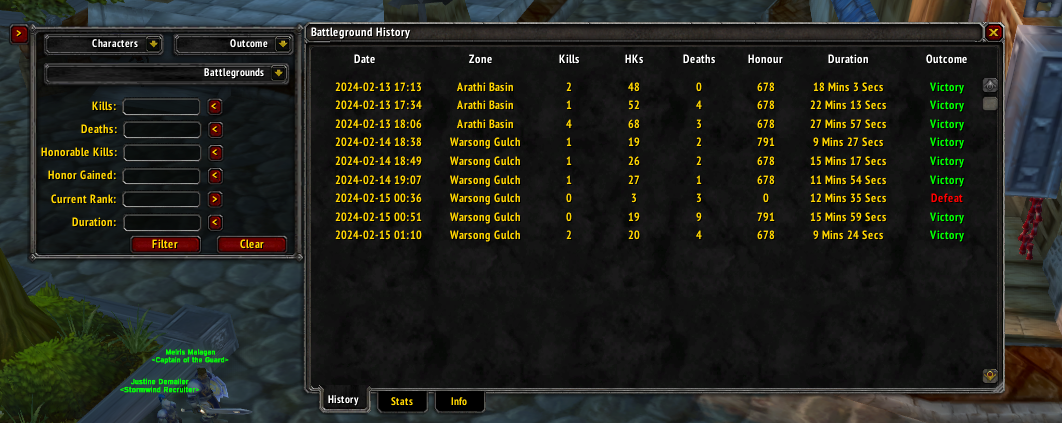 Characters
Outcome
Battlegrounds
Kills:
Deaths:
Honorable Kills:
Honor Gained:
Current Rank:
Duration:
Filter
Clear
Battleground History
Date Zone Kills HKs Deaths Honour Duration Outcome
2024-02-13 17:13 Arathi Basin 2 48 0 678 18 Mins 3 Secs Victory
2024-02-13 17:34 Arathi Basin 1 52 4 678 22 Mins 13 Secs Victory
2024-02-13 18:06 Arathi Basin 4 68 3 678 27 Mins 57 Secs Victory
2024-02-14 18:38 Warsong Gulch 1 19 2 791 9 Mins 27 Secs Victory
2024-02-14 18:49 Warsong Gulch 1 26 2 678 15 Mins 17 Secs Victory
2024-02-14 19:07 Warsong Gulch 1 27 1 678 11 Mins 54 Secs Victory
2024-02-15 00:36 Warsong Gulch 0 3 3 0 12 Mins 35 Secs Defeat
2024-02-15 00:51 Warsong Gulch 0 19 9 791 15 Mins 59 Secs Victory
2024-02-15 01:10 Warsong Gulch 2 20 4 678 9 Mins 24 Secs Victory
History Stats Info
Melris Malagan
<Captain of the Guard>
Justine Demalier
<Stormwind Recruiter>